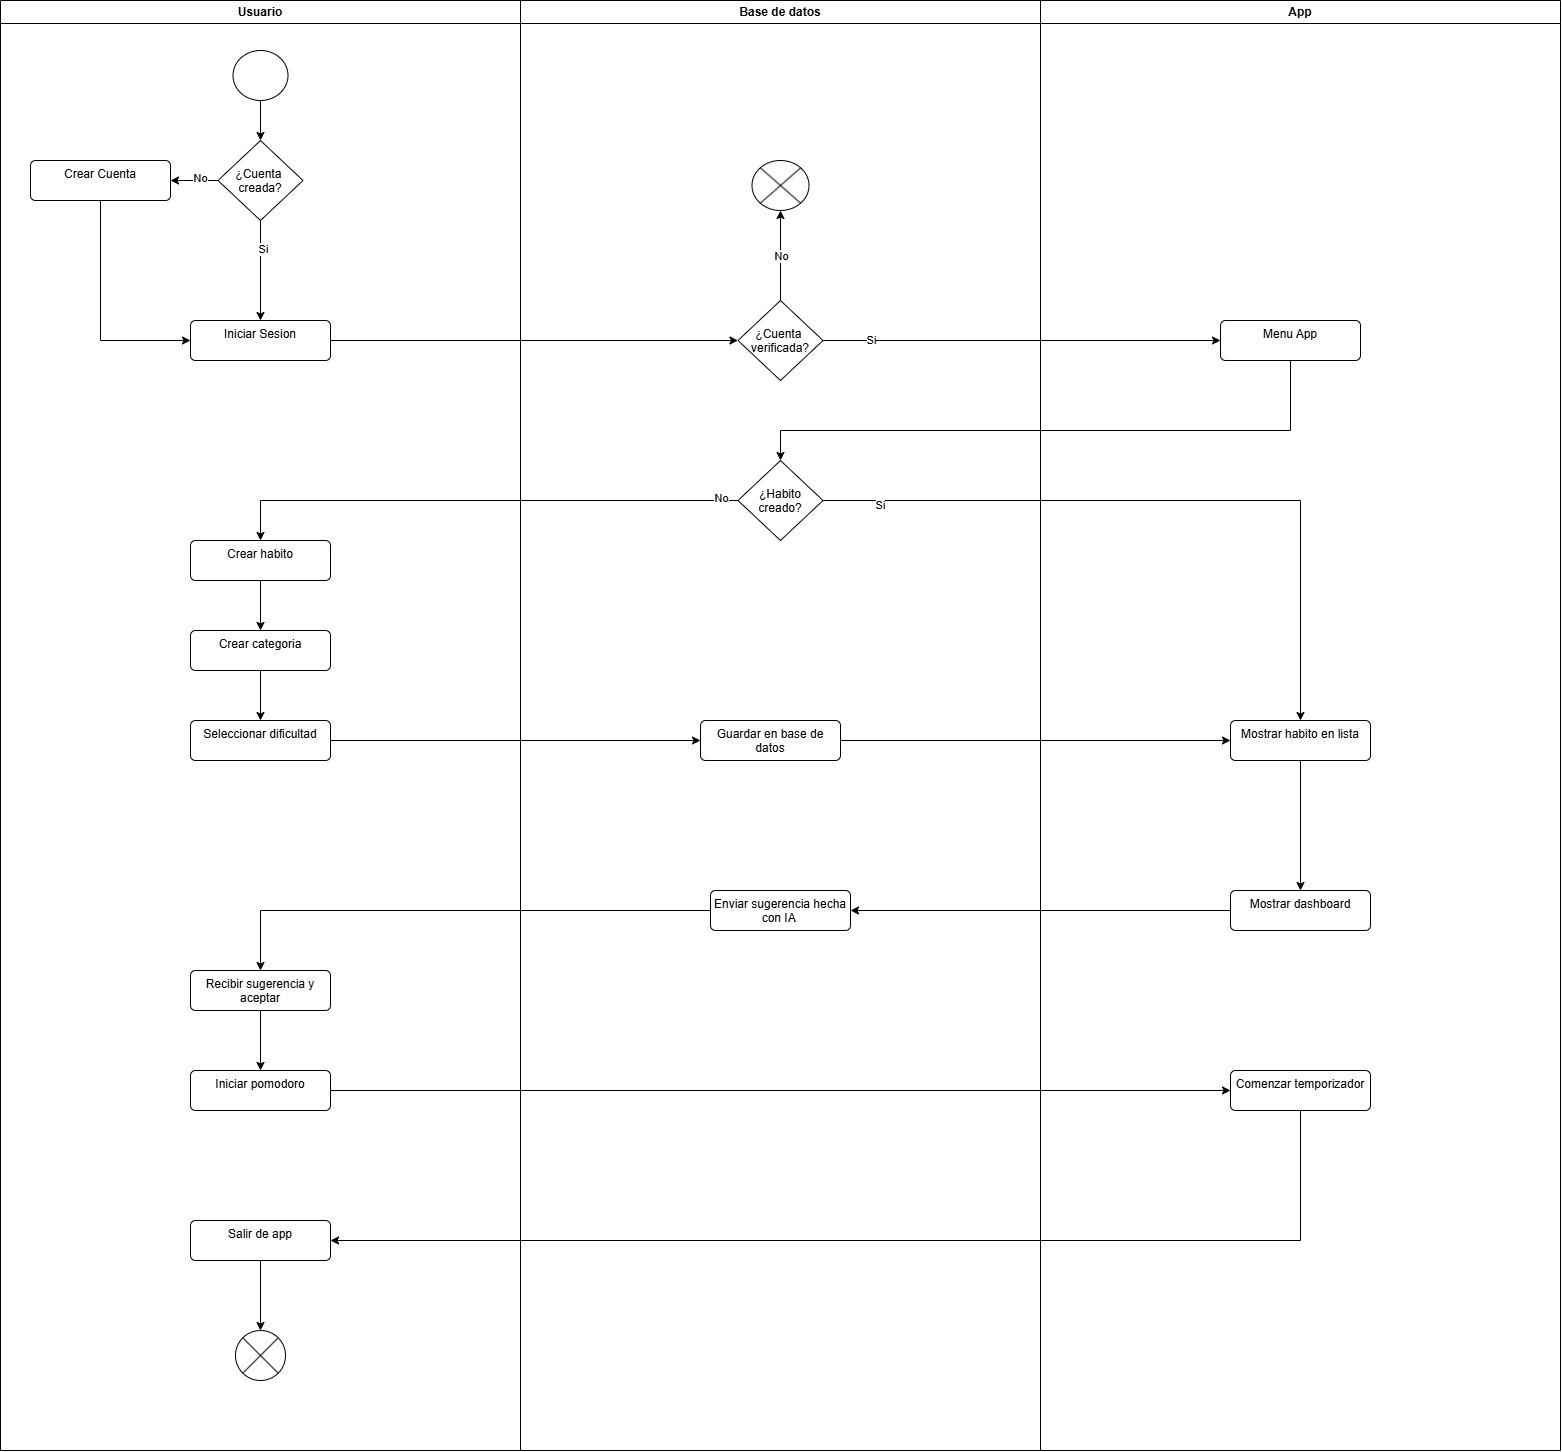 Usuario
Base de datos
App
Crear Cuenta
No
¿Cuenta
creada?
Si
Iniciar Sesion
No
¿Cuenta
verificada?
Si
Menu App
No
¿Habito
creado?
Si
Crear habito
Crear categoria
Seleccionar dificultad
Guardar en base de
datos
Mostrar habito en lista
Enviar sugerencia hecha
con IA
Mostrar dashboard
Recibir sugerencia y
aceptar
Iniciar pomodoro
Comenzar temporizador
Salir de app